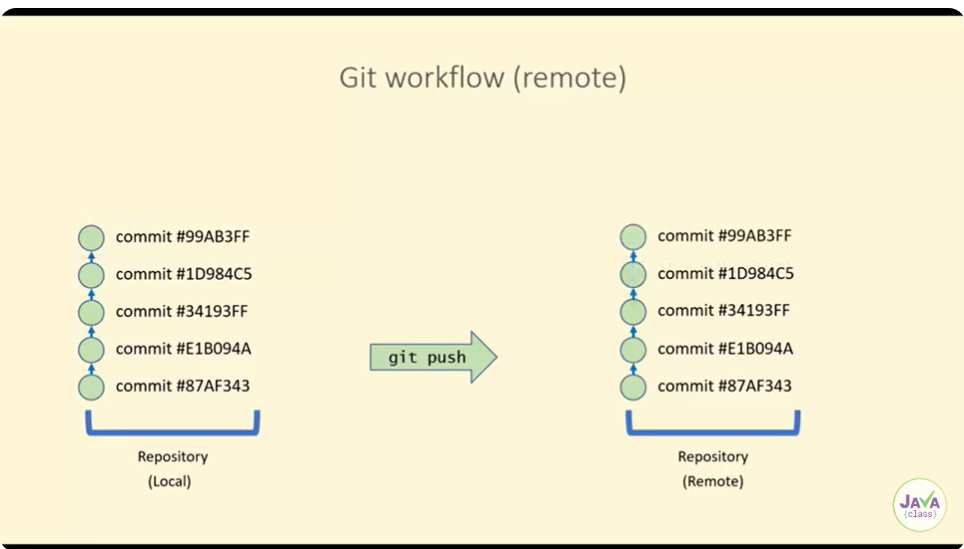 Git workflow (remote)
commit #99AB3FF
commit #1D984C5
commit #34193FF
commit #E1B094A
commit #87AF343
Repository
(Local)
git push
commit #99AB3FF
commit #1D984C5
commit #34193FF
commit #E1B094A
commit #87AF343
Repository
(Remote)
JAVA
{class}